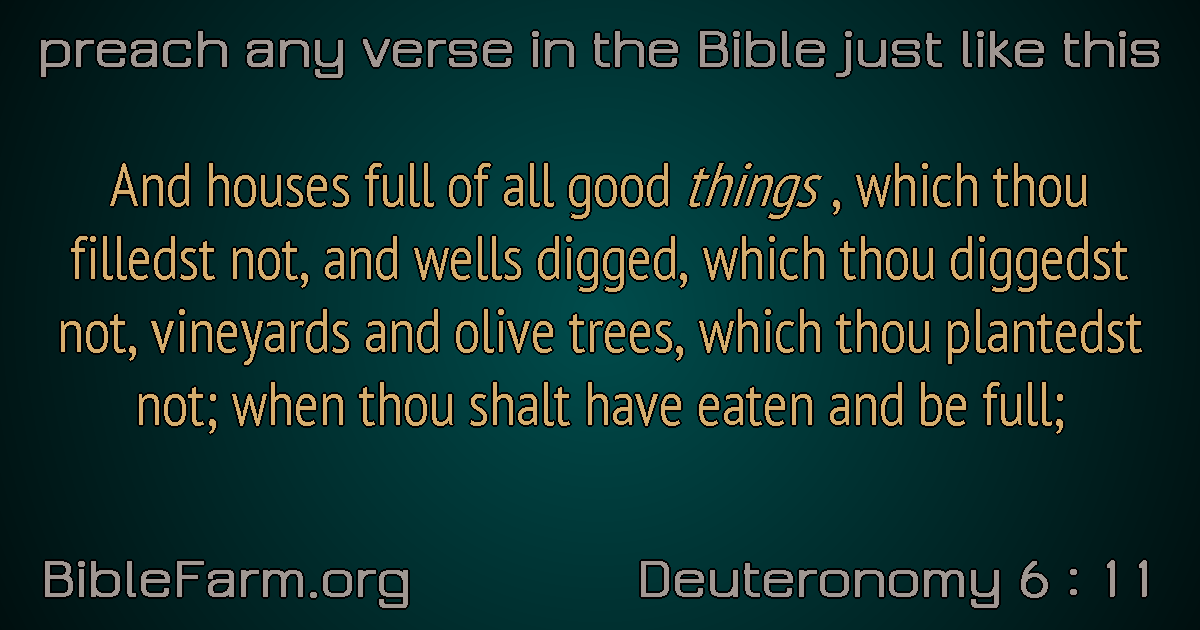 preach any verse in the Bible just like this
And houses full of all good things , which thou
filledst not, and wells digged, which thou diggedst
not, vineyards and olive trees, which thou plantedst
not; when thou shalt have eaten and be full;
BibleFarm.org
Deuteronomy 6 : 11